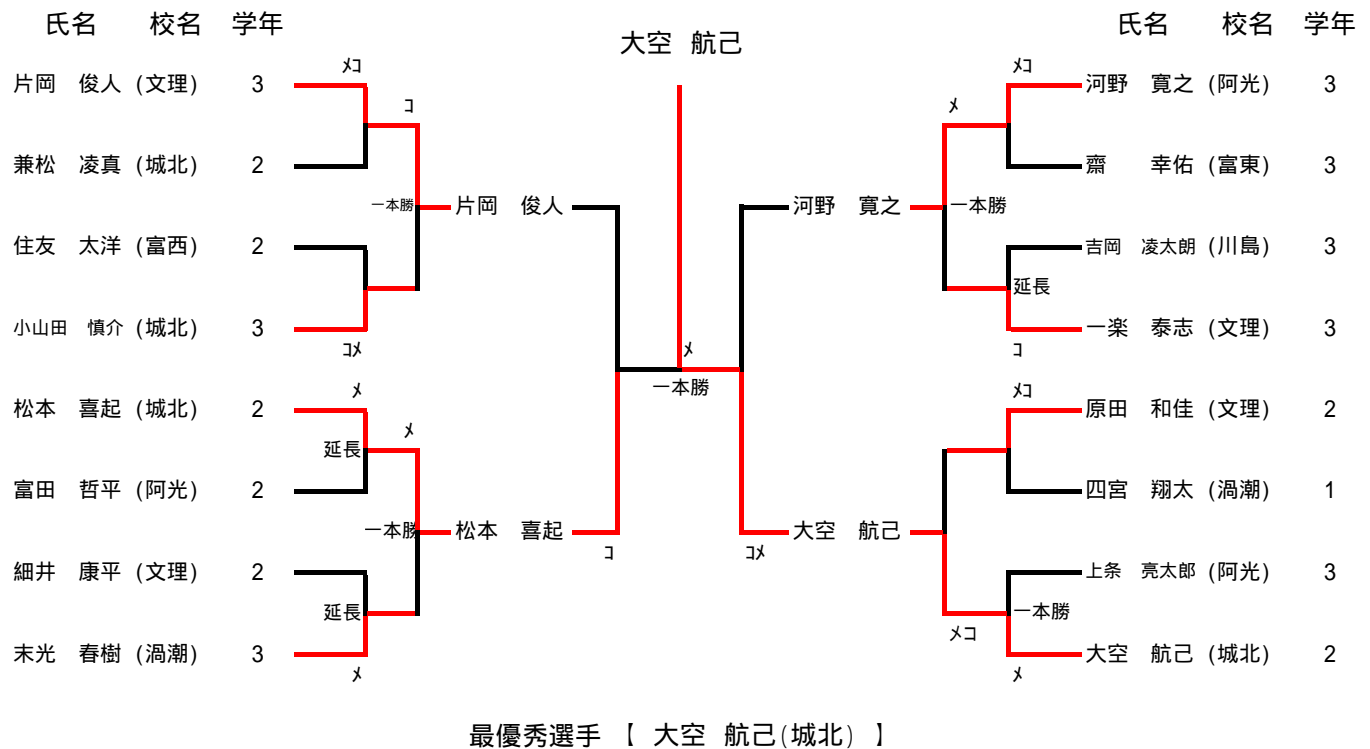 氏名 校名 学年
氏名 校名 学年
大空 航己
ﾒｺ
ﾒｺ
片岡 俊人 (文理) 3
河野 寛之 (阿光) 3
ｺ
ﾒ
兼松 凌真 (城北) 2
齋 幸佑 (富東) 3
一本勝
片岡 俊人
河野 寛之
一本勝
住友 太洋 (富西) 2
吉岡 凌太朗 (川島) 3
延長
小山田 慎介 (城北) 3
一楽 泰志 (文理) 3
ｺﾒ
ﾒ
ｺ
一本勝
ﾒ
ﾒｺ
松本 喜起 (城北) 2
原田 和佳 (文理) 2
ﾒ
延長
富田 哲平 (阿光) 2
四宮 翔太 (渦潮) 1
一本勝
松本 喜起
大空 航己
ｺ
ｺﾒ
細井 康平 (文理) 2
上条 亮太郎 (阿光) 3
延長
一本勝
ﾒｺ
末光 春樹 (渦潮) 3
大空 航己 (城北) 2
ﾒ
ﾒ
最優秀選手 【 大空 航己(城北) 】